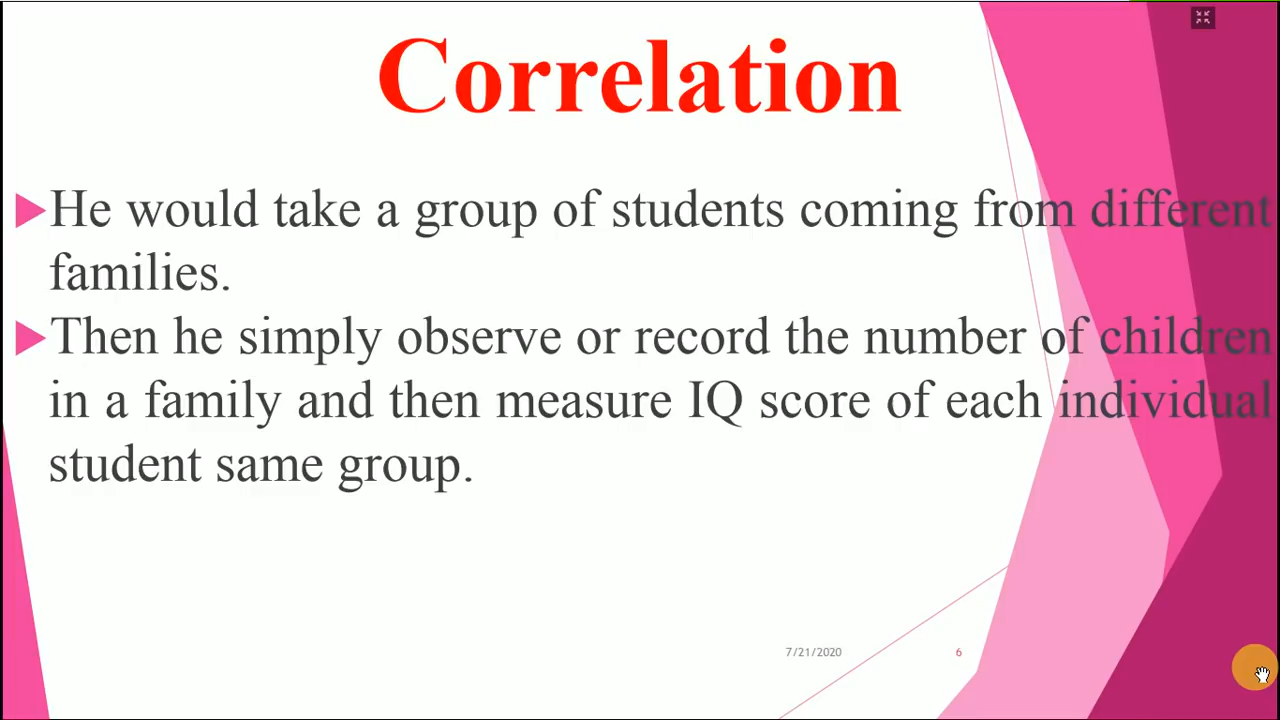 Correlation
He would take a group of students coming from different
families.
Then he simply observe or record the number of children
in a family and then measure IQ score of each individual
student same group.
7/21/2020
6